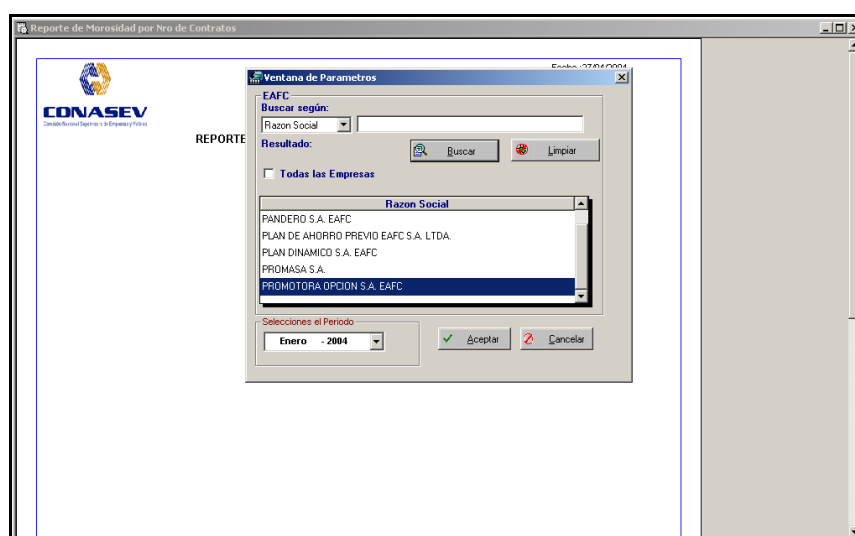 Reporte de Morosidad por Nro de Contratos
CONASEV
REPORTE
Ventana de Parametros
EAFC
Buscar según:
Razon Social
Resultado:
Buscar
Limpiar
Todas las Empresas
Razon Social
PANDERO S.A. EAFC
PLAN DE AHORRO PREVIO EAFC S.A. LTDA.
PLAN DINAMICO S.A. EAFC
PROMASA S.A.
PROMOTORA OPCION S.A. EAFC
Selecciones el Periodo
Enero - 2004
Aceptar
Cancelar